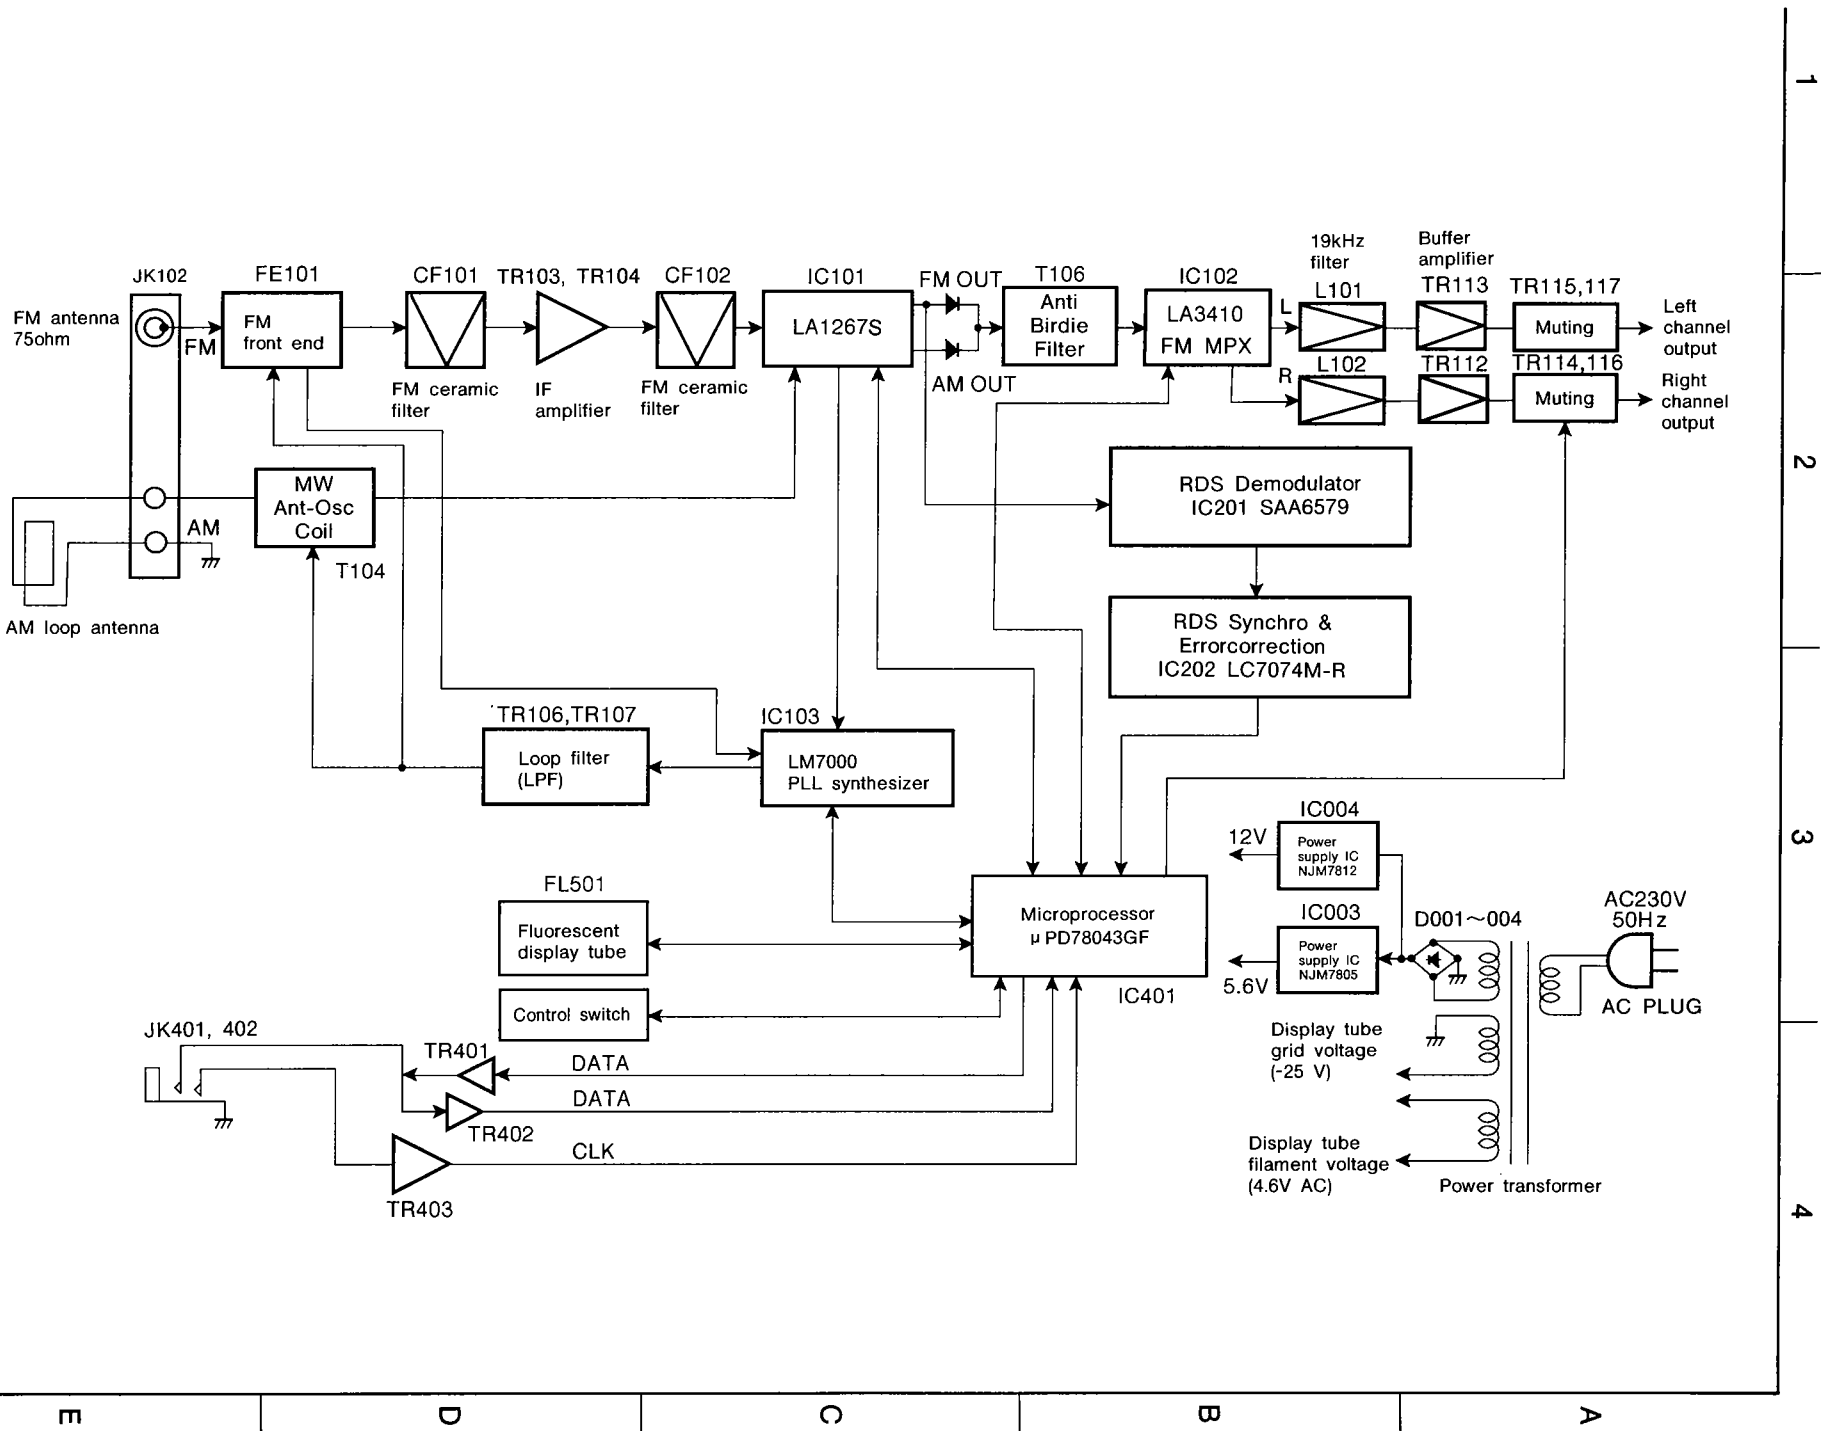 1
19kHz
filter
Buffer
amplifier
JK102
FE101
CF101
TR103, TR104
CF102
IC101
FM OUT
T106
IC102
L101
TR113
TR115,117
FM antenna
75ohm
FM
FM
front end
LA1267S
Anti
Birdie
Filter
LA3410
FM MPX
L
Muting
Left
channel
output
FM ceramic
filter
IF
amplifier
FM ceramic
filter
AM OUT
R
L102
TR112
TR114,116
Muting
Right
channel
output
2
MW
Ant-Osc
Coil
AM
T104
AM loop antenna
RDS Demodulator
IC201 SAA6579
RDS Synchro &
Errorcorrection
IC202 LC7074M-R
TR106,TR107
Loop filter
(LPF)
IC103
LM7000
PLL synthesizer
3
IC004
12V
Power
supply IC
NJM7812
FL501
Fluorescent
display tube
Microprocessor
μPD78043GF
IC401
IC003
5.6V
Power
supply IC
NJM7805
D001～004
AC230V
50Hz
AC PLUG
Control switch
JK401, 402
TR401
DATA
DATA
TR402
CLK
TR403
Display tube
grid voltage
(-25 V)
Display tube
filament voltage
(4.6V AC)
Power transformer
4
E
D
C
B
A